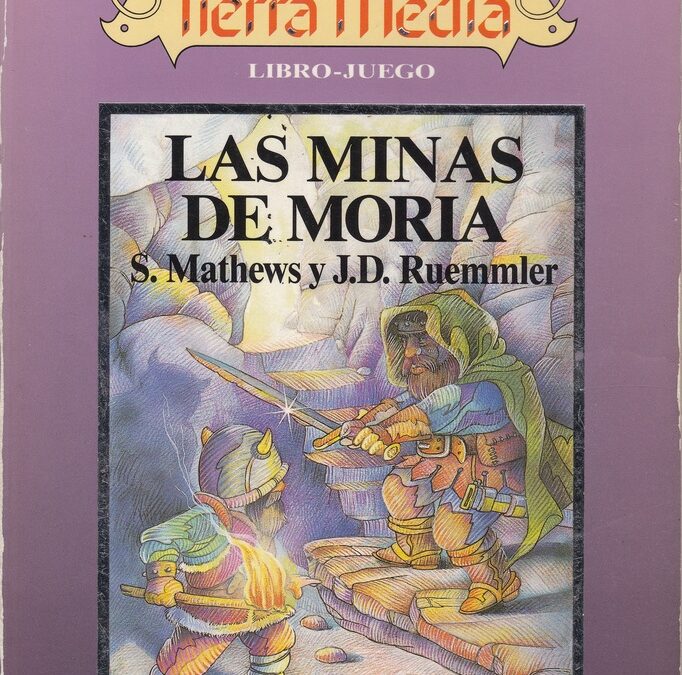 Tierra Media
LIBRO-JUEGO
LAS MINAS
DE MORIA
S. Mathews y J.D. Ruemmler